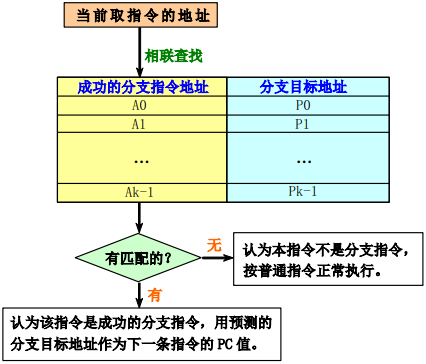 当前取指令的地址
相联查找
成功的分支指令地址 分支目标地址
A0 P0
A1 P1
… …
Ak-1 Pk-1
有匹配的？
无
认为本指令不是分支指令，
按普通指令正常执行。
有
认为该指令是成功的分支指令，用预测的
分支目标地址作为下一条指令的 PC 值。